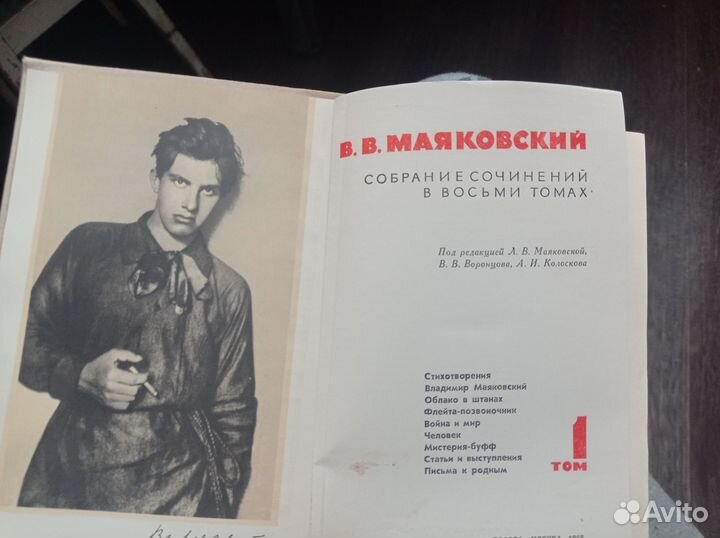 В. В. МАЯКОВСКИЙ
СОБРАНИЕ СОЧИНЕНИЙ
В ВОСЬМИ ТОМАХ
Под редакцией Л. В. Маяковской,
В. В. Воронцова, А. И. Колоскова
Стихотворения
Владимир Маяковский
Облако в штанах
Флейта-позвоночник
Война и мир
Человек
Мистерия-буфф
Статьи и выступления
Письма к родным
1
ТОМ
Avito